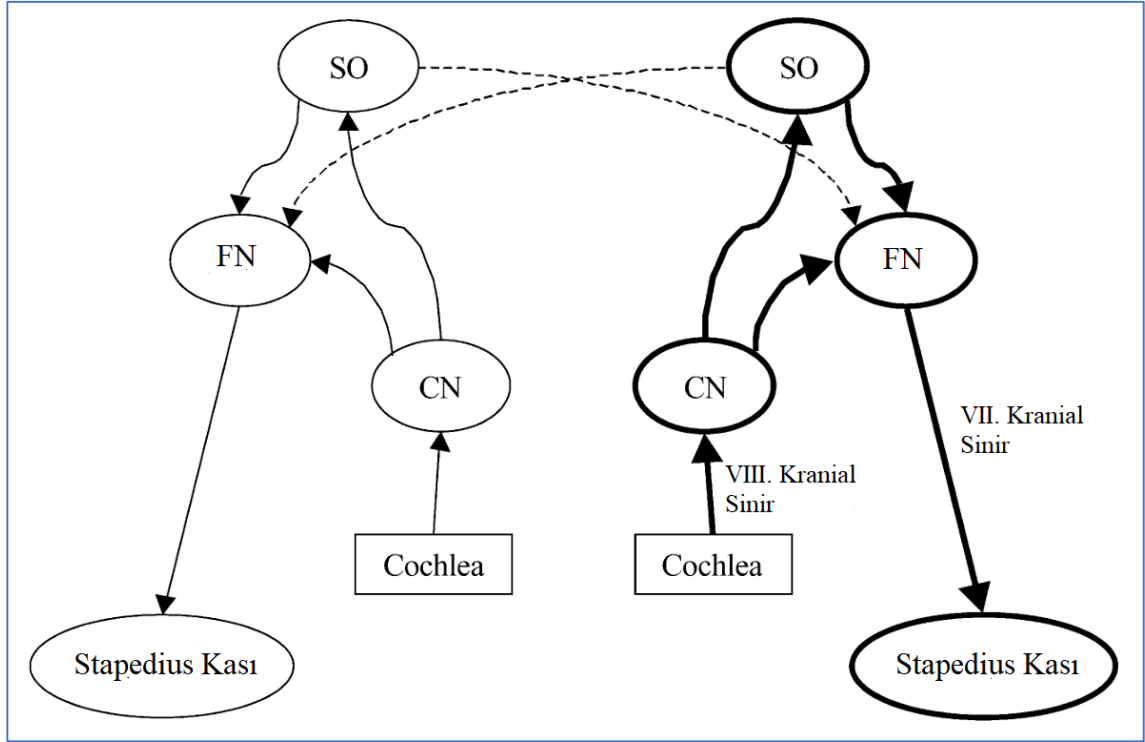 SO
SO
FN
FN
CN
CN
VII. Kranial
Sinir
VIII. Kranial
Sinir
Cochlea
Cochlea
Stapedius Kası
Stapedius Kası